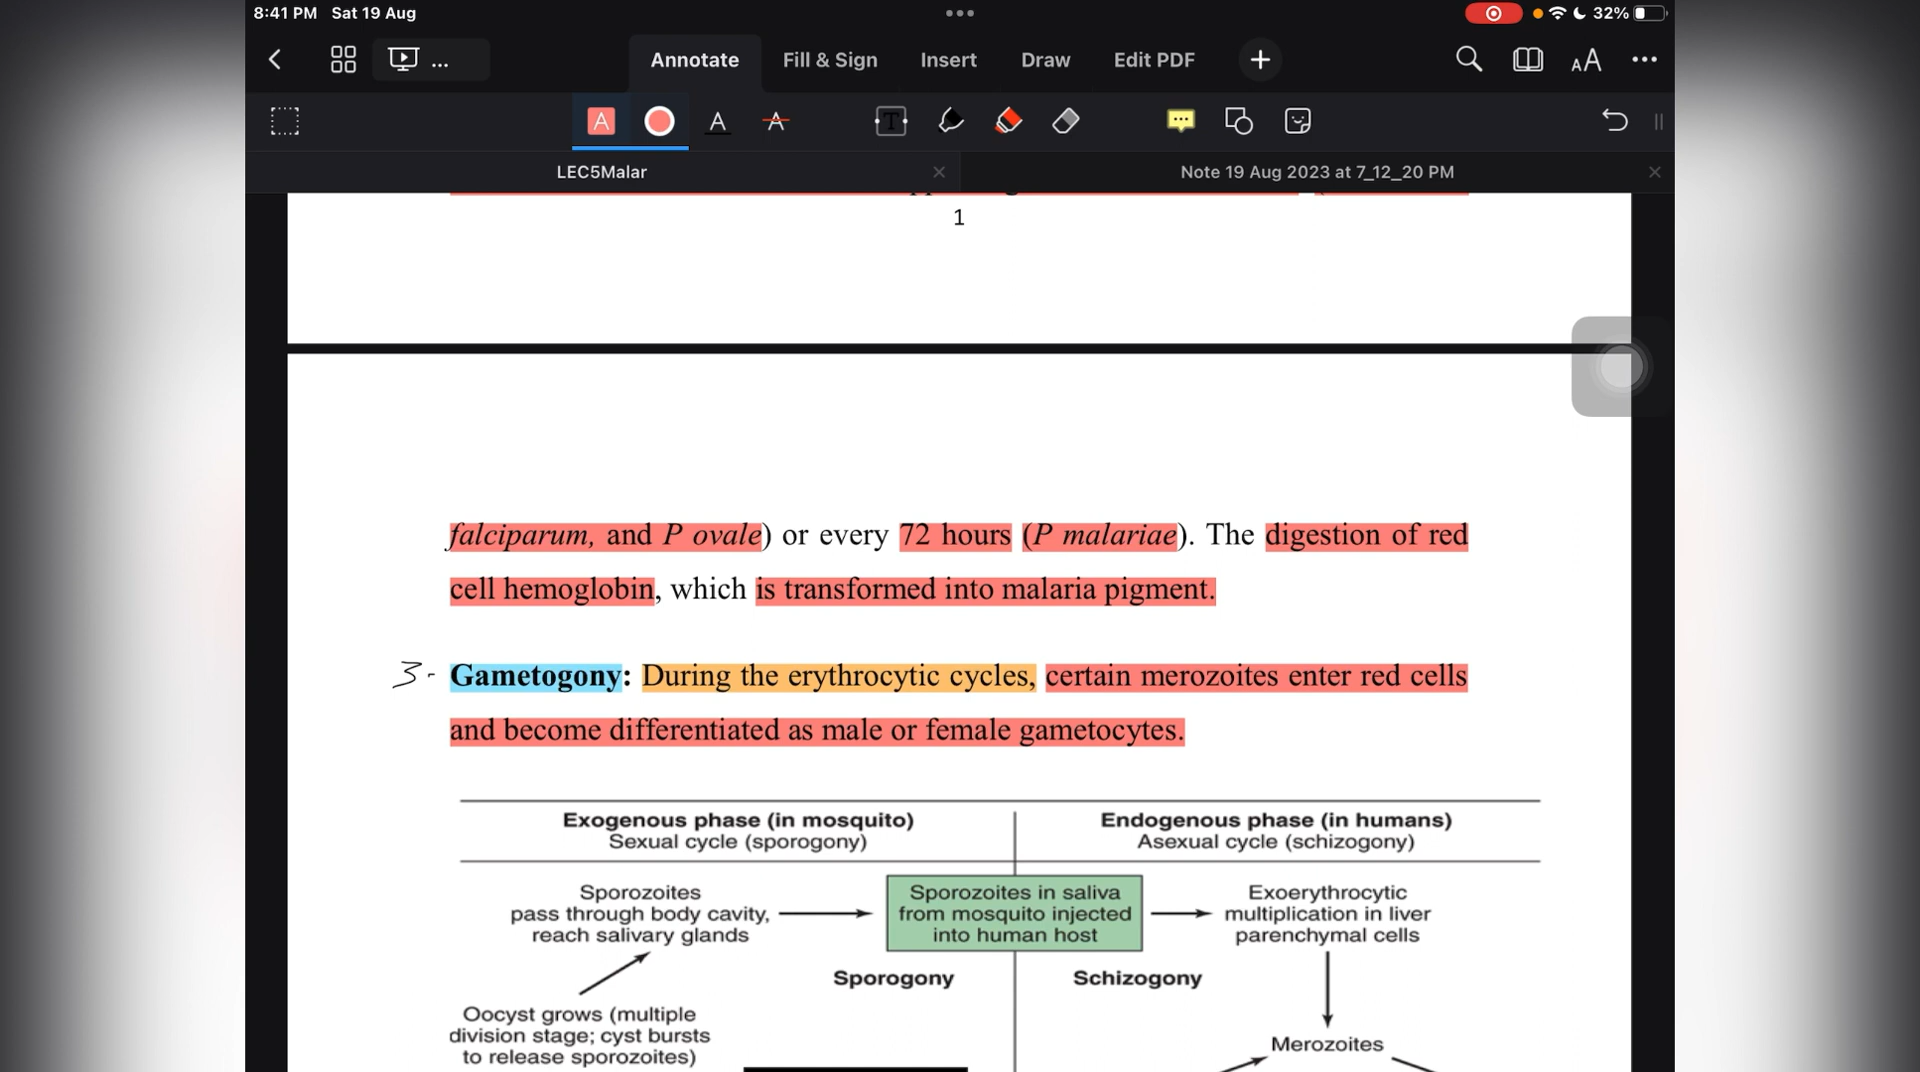 8:41 PM Sat 19 Aug
32%
...
Annotate
Fill & Sign
Insert
Draw
Edit PDF
AA
A
A
A
T
LEC5Malar
Note 19 Aug 2023 at 7_12_20 PM
1
falciparum, and P ovale) or every 72 hours (P malariae). The digestion of red
cell hemoglobin, which is transformed into malaria pigment.
3- Gametogony: During the erythrocytic cycles, certain merozoites enter red cells
and become differentiated as male or female gametocytes.
Exogenous phase (in mosquito)
Sexual cycle (sporogony)
Endogenous phase (in humans)
Asexual cycle (schizogony)
Sporozoites
pass through body cavity,
reach salivary glands
Sporozoites in saliva
from mosquito injected
into human host
Exoerythrocytic
multiplication in liver
parenchymal cells
Sporogony
Schizogony
Oocyst grows (multiple
division stage; cyst bursts
to release sporozoites)
Merozoites